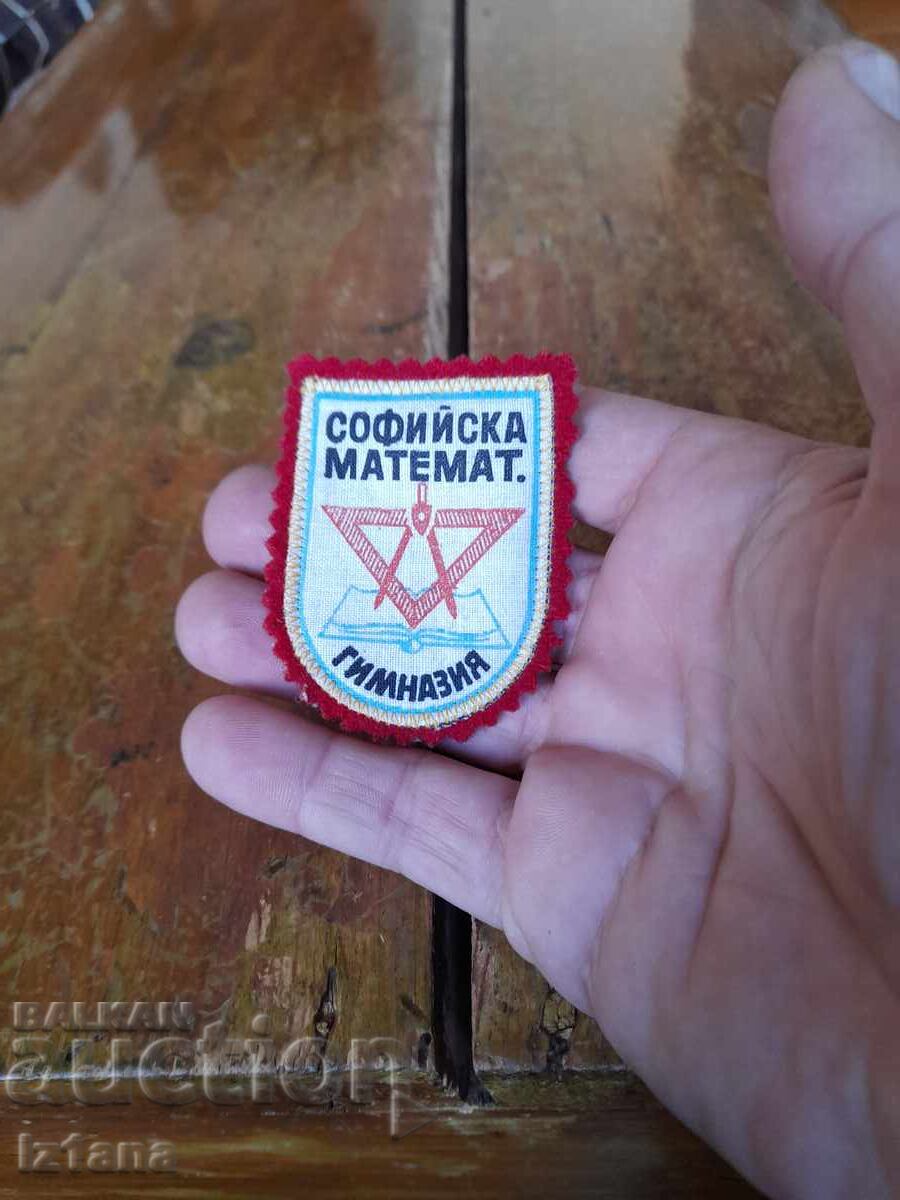 СОФИЙСКА
МАТЕМАТ.
ГИМНАЗИЯ
BALKAN
auction
Iztana